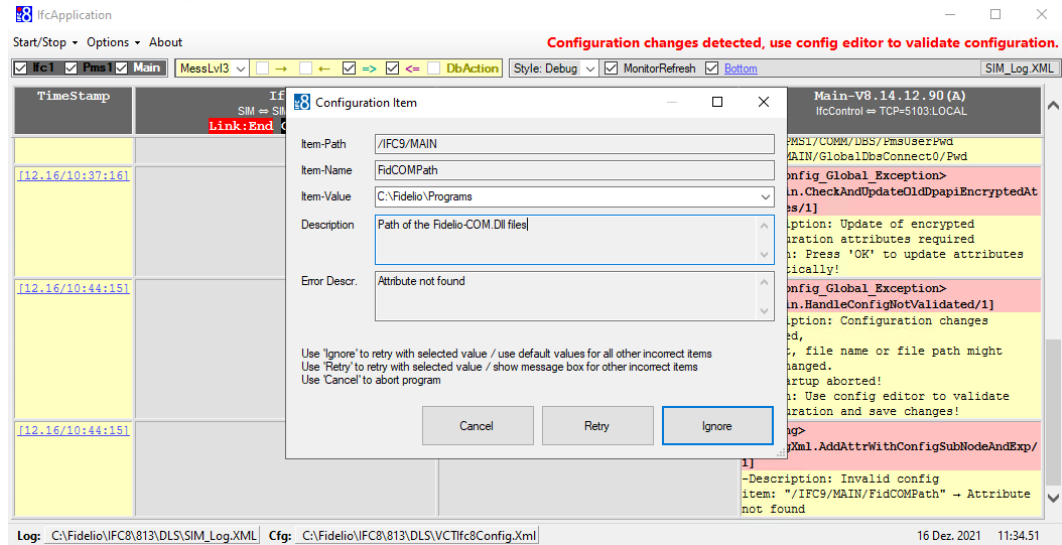 IfcApplication
Start/Stop Options About
Configuration changes detected, use config editor to validate configuration.
Ifc1 Pms1 Main MessLvl3 → ← => <= DbAction Style: Debug MonitorRefresh Bottom SIM_Log.XML
TimeStamp
If
SIM ⇔ SI
Link:End
Main-V8.14.12.90(A)
IfcControl ⇔ TCP=5103:LOCAL
Configuration Item
Item-Path /IFC9/MAIN
Item-Name FidCOMPath
Item-Value C:\Fidelio\Programs
Description Path of the Fidelio-COM.Dll files
Error Descr. Attribute not found
Use 'Ignore' to retry with selected value / use default values for all other incorrect items
Use 'Retry' to retry with selected value / show message box for other incorrect items
Use 'Cancel' to abort program
Cancel Retry Ignore
PMS1/COMM/DBS/PmsUserPwd
MAIN/GlobalDbsConnect0/Pwd
[12.16/10:37:16]
nfig_Global_Exception>
n.CheckAndUpdateOldDpapiEncryptedAt
es/1]
iption: Update of encrypted
uration attributes required
n: Press 'OK' to update attributes
tically!
[12.16/10:44:15]
nfig_Global_Exception>
n.HandleConfigNotValidated/1]
iption: Configuration changes
ed,
t, file name or file path might
hanged.
artup aborted!
n: Use config editor to validate
uration and save changes!
[12.16/10:44:15]
ng>
gXml.AddAttrWithConfigSubNodeAndExp/
1]
-Description: Invalid config
item: "/IFC9/MAIN/FidCOMPath" → Attribute
not found
Log: C:\Fidelio\IFC8\813\DLS\SIM_Log.XML Cfg: C:\Fidelio\IFC8\813\DLS\VCTIfc8Config.Xml 16 Dez. 2021 11:34.51